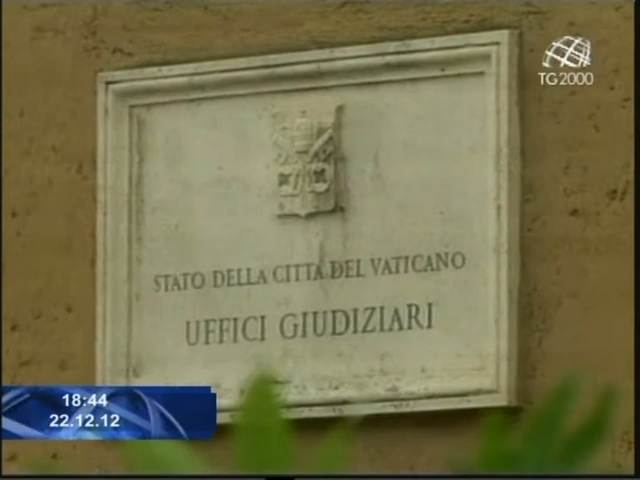 TG2000
STATO DELLA CITTÀ DEL VATICANO
UFFICI GIUDIZIARI
18:44
22.12.12